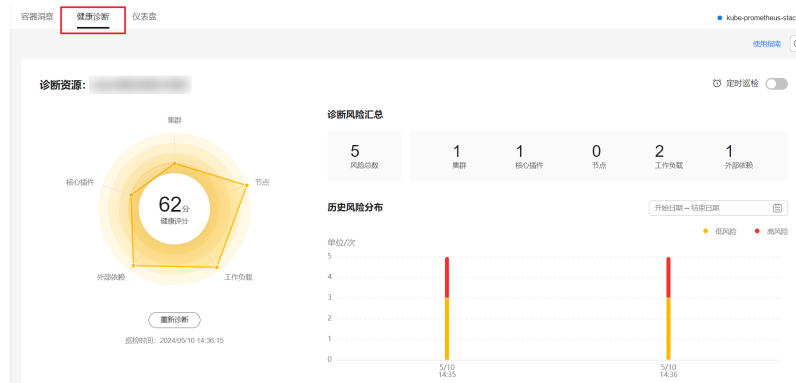 容器洞察 健康诊断 仪表盘
kube-prometheus-stac
使用指南
诊断资源:
定时巡检
集群
节点
工作负载
外部依赖
核心插件
62分
健康评分
重新诊断
巡检时间: 2024/05/10 14:36:15
诊断风险汇总
5 1 1 0 2 1
风险总数 集群 核心插件 节点 工作负载 外部依赖
历史风险分布
开始日期 – 结束日期
低风险 高风险
单位/次
5
4
3
2
1
0
5/10 5/10
14:35 14:36